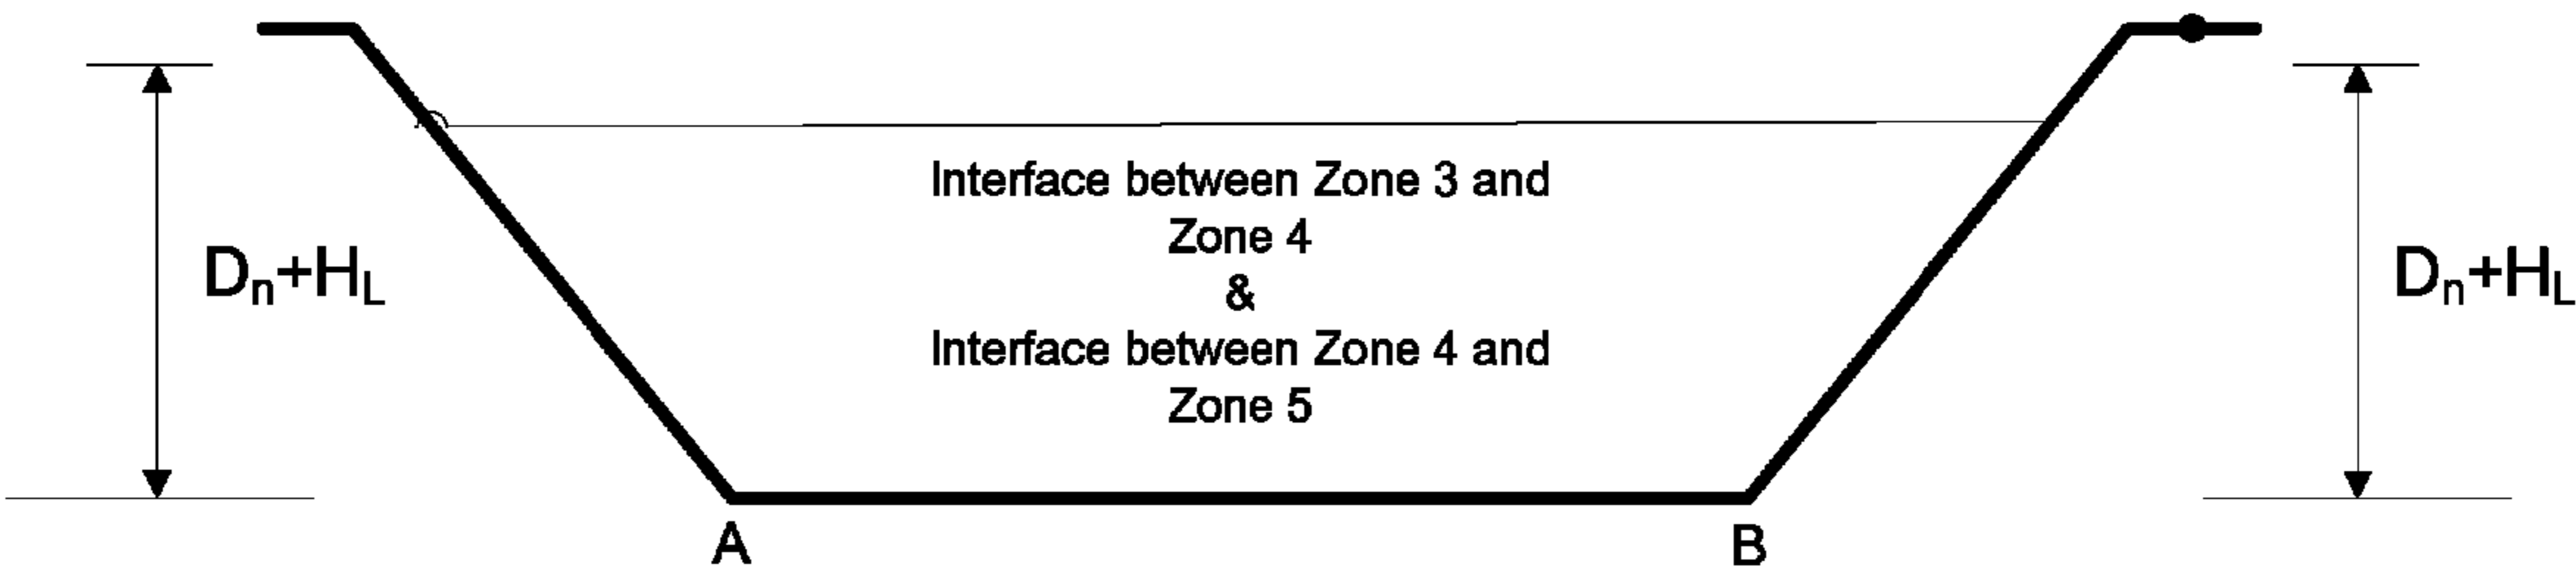 Interface between Zone 3 and
Zone 4
&
Interface between Zone 4 and
Zone 5
Dn+HL
Dn+HL
A
B